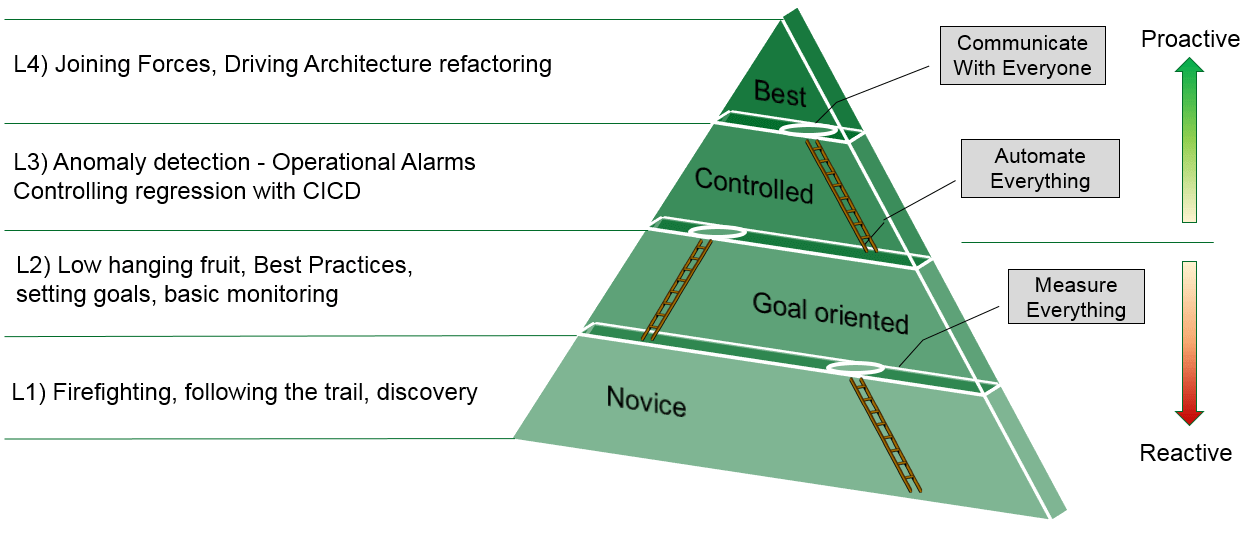 L4) Joining Forces, Driving Architecture refactoring
L3) Anomaly detection - Operational Alarms
Controlling regression with CICD
L2) Low hanging fruit, Best Practices,
setting goals, basic monitoring
L1) Firefighting, following the trail, discovery
Best
Controlled
Goal oriented
Novice
Communicate
With Everyone
Automate
Everything
Measure
Everything
Proactive
Reactive